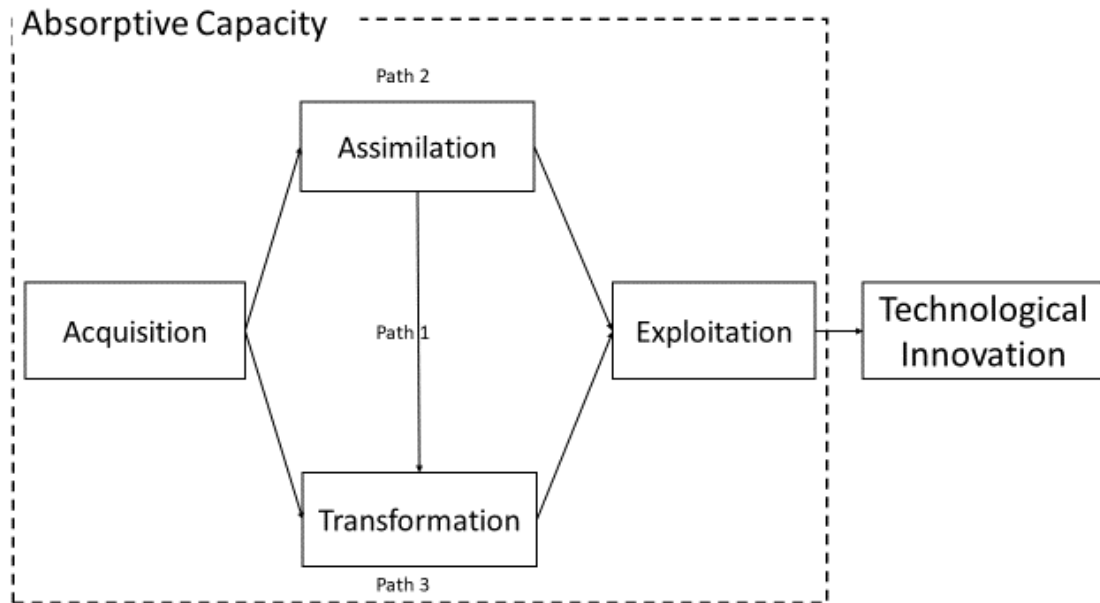 Absorptive Capacity
Path 2
Assimilation
Acquisition
Path 1
Exploitation
Technological
Innovation
Transformation
Path 3